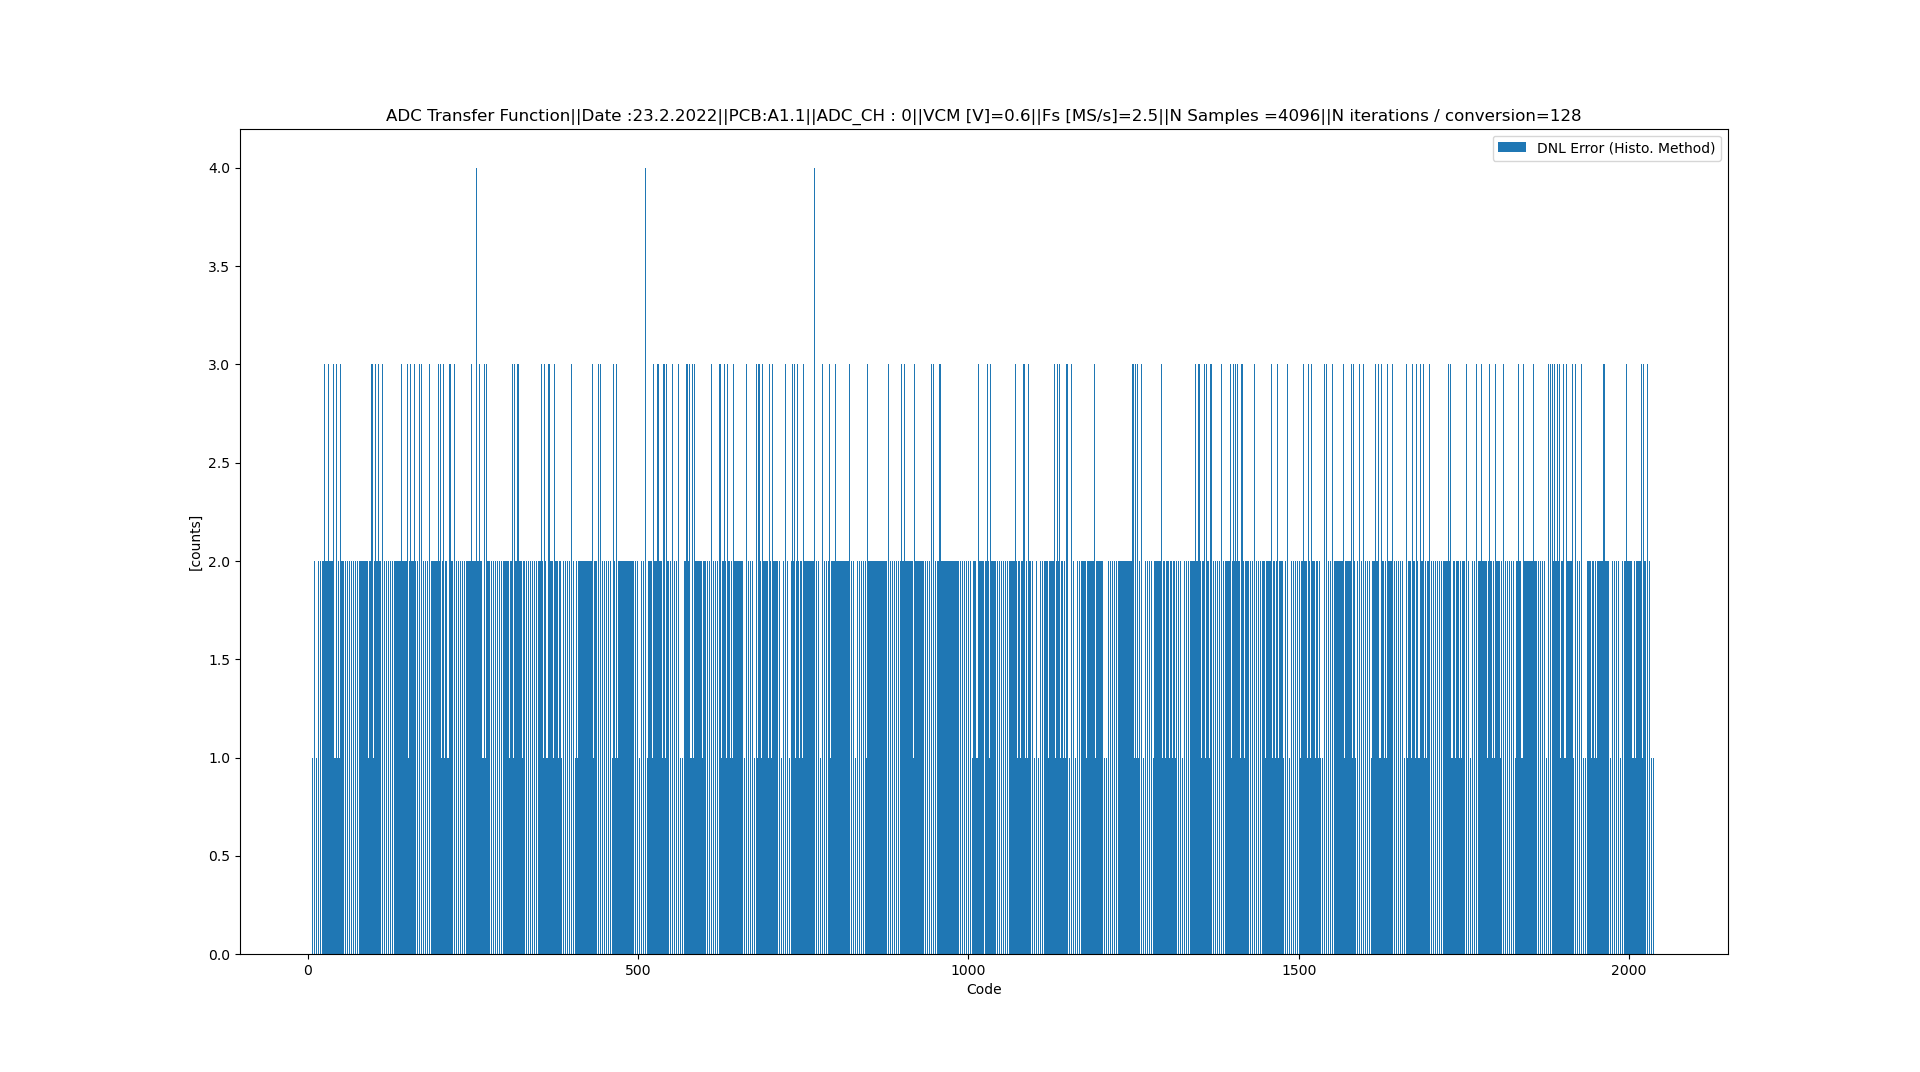 ADC Transfer Function||Date :23.2.2022||PCB:A1.1||ADC_CH : 0||VCM [V]=0.6||Fs [MS/s]=2.5||N Samples =4096||N iterations / conversion=128
DNL Error (Histo. Method)
4.0
3.5
3.0
2.5
2.0
1.5
1.0
0.5
0.0
[counts]
0 500 1000 1500 2000
Code